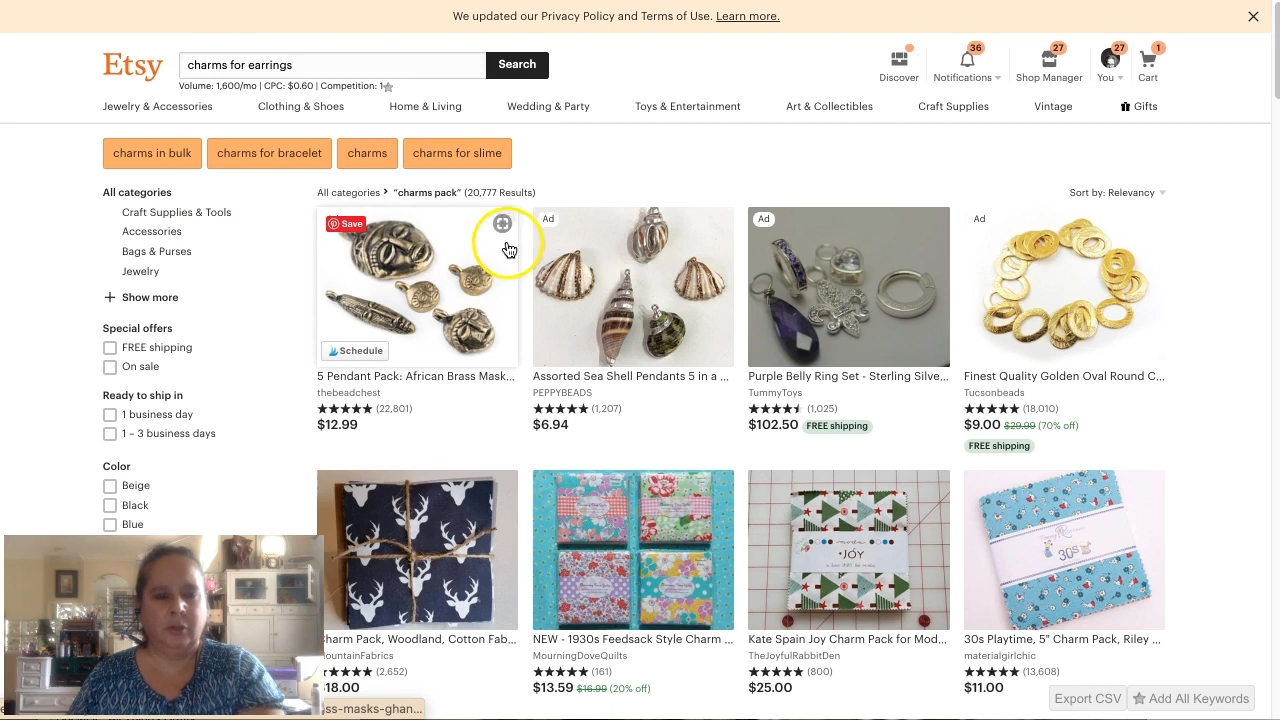 We updated our Privacy Policy and Terms of Use. Learn more.
Etsy
charms for earrings
Search
Volume: 1,600/mo | CPC: $0.60 | Competition: 1
Discover
36
Notifications
27
Shop Manager
27
You
1
Cart
Jewelry & Accessories
Clothing & Shoes
Home & Living
Wedding & Party
Toys & Entertainment
Art & Collectibles
Craft Supplies
Vintage
Gifts
charms in bulk
charms for bracelet
charms
charms for slime
All categories
Craft Supplies & Tools
Accessories
Bags & Purses
Jewelry
Show more
Special offers
FREE shipping
On sale
Ready to ship in
1 business day
1 – 3 business days
Color
Beige
Black
Blue
All categories > "charms pack" (20,777 Results)
Sort by: Relevancy
Save
Schedule
5 Pendant Pack: African Brass Mask...
thebeadchest
(22,801)
$12.99
Ad
Assorted Sea Shell Pendants 5 in a ...
PEPPYBEADS
(1,207)
$6.94
Ad
Purple Belly Ring Set - Sterling Silve...
TummyToys
(1,025)
$102.50 FREE shipping
Ad
Finest Quality Golden Oval Round C...
Tucsonbeads
(18,010)
$9.00 $29.99 (70% off)
FREE shipping
Charm Pack, Woodland, Cotton Fab...
ountainFabrics
(2,652)
18.00
NEW - 1930s Feedsack Style Charm ...
MourningDoveQuilts
(161)
$13.59 $16.99 (20% off)
JOY
Kate Spain Joy Charm Pack for Mod...
TheJoyfulRabbitDen
(800)
$25.00
30s
30s Playtime, 5" Charm Pack, Riley ...
materialgirlchic
(13,608)
$11.00
ss-masks-ghan...
Export CSV
Add All Keywords